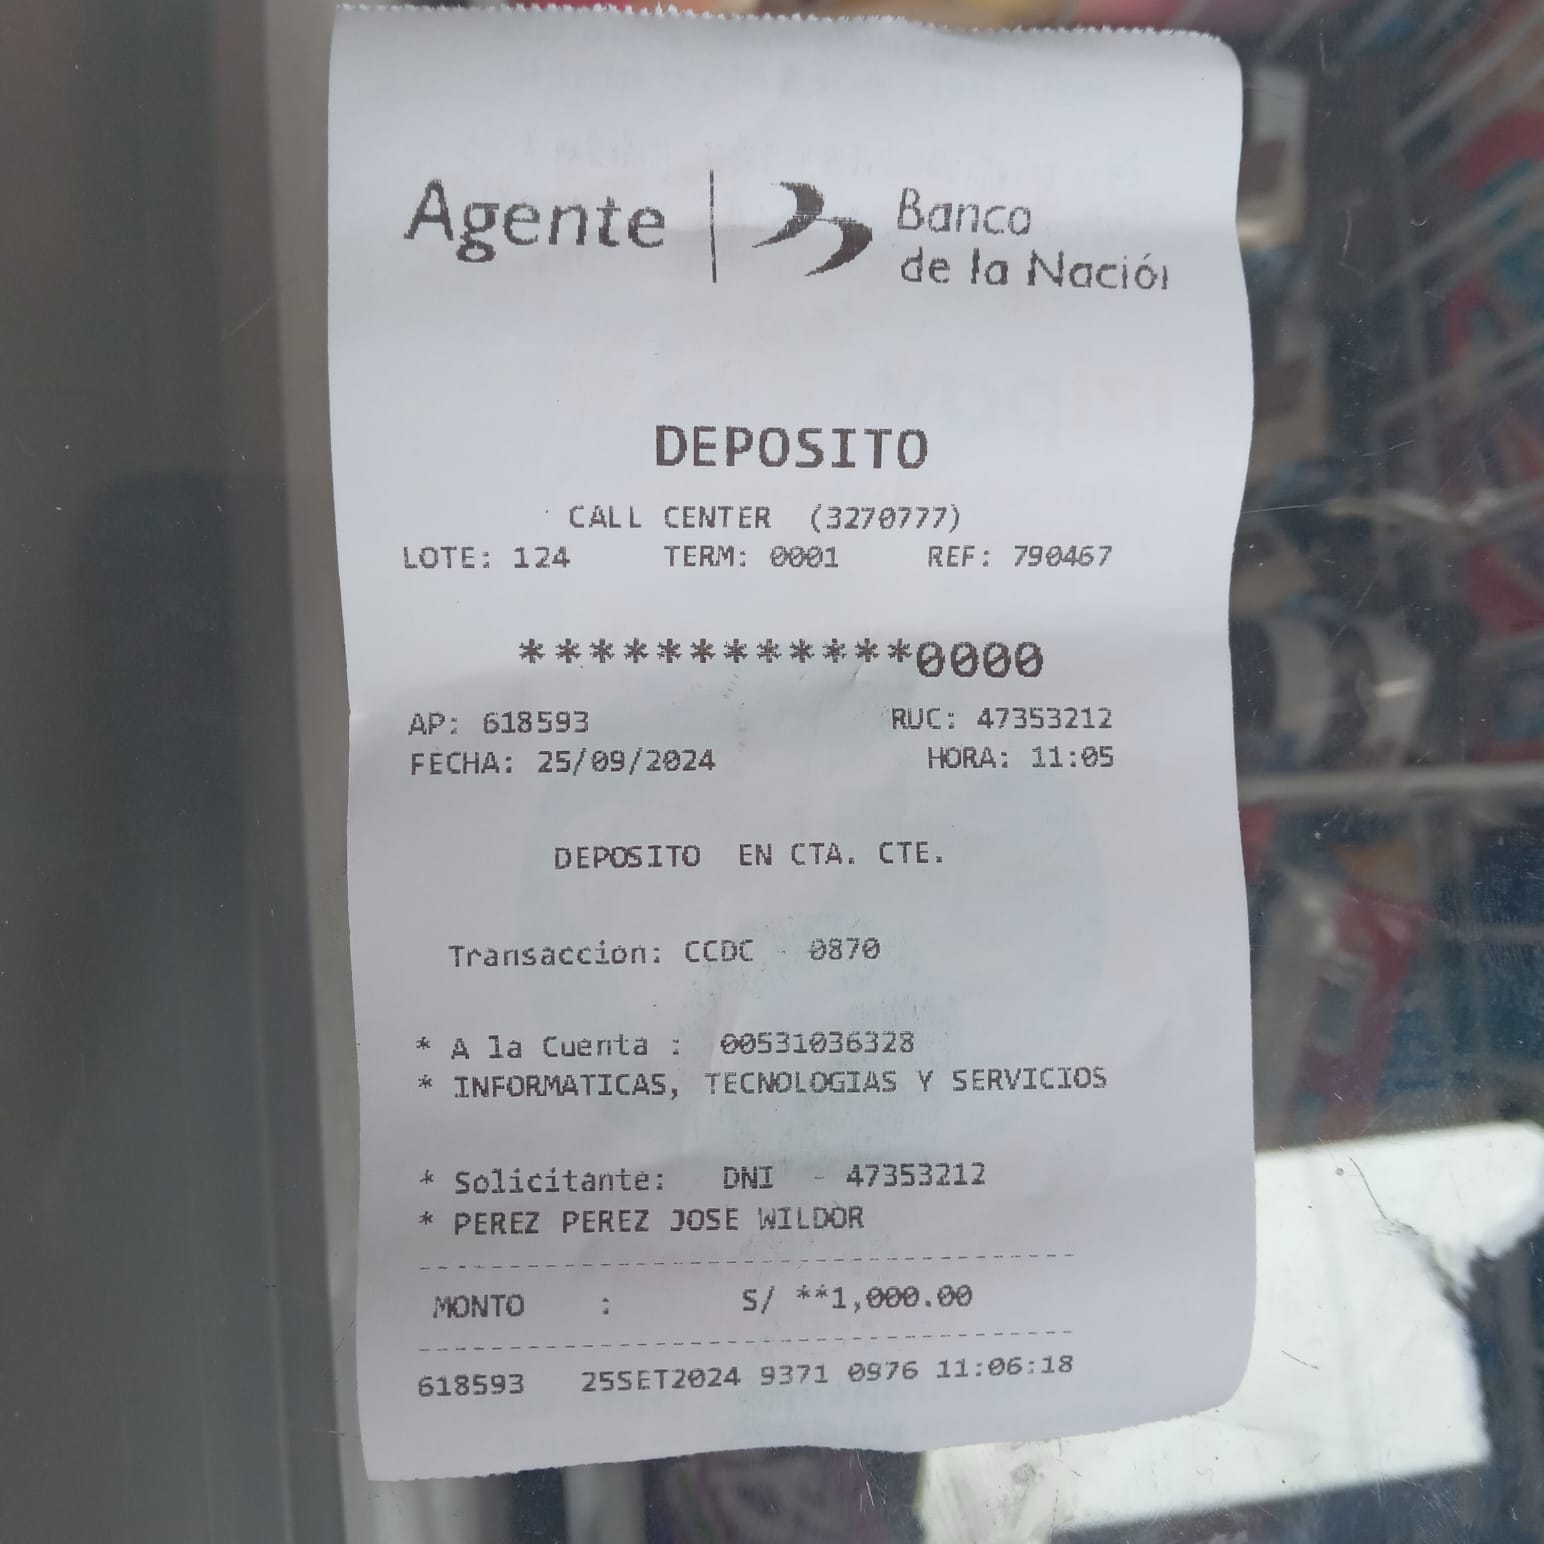 Agente | Banco
de la Nación
DEPOSITO
CALL CENTER (3270777)
LOTE: 124 TERM: 0001 REF: 790467
************0000
AP: 618593 RUC: 47353212
FECHA: 25/09/2024 HORA: 11:05
DEPOSITO EN CTA. CTE.
Transacción: CCDC - 0870
* A la Cuenta : 00531036328
* INFORMATICAS, TECNOLOGIAS Y SERVICIOS
* Solicitante: DNI - 47353212
* PEREZ PEREZ JOSE WILDOR
MONTO : S/ **1,000.00
618593 25SET2024 9371 0976 11:06:18